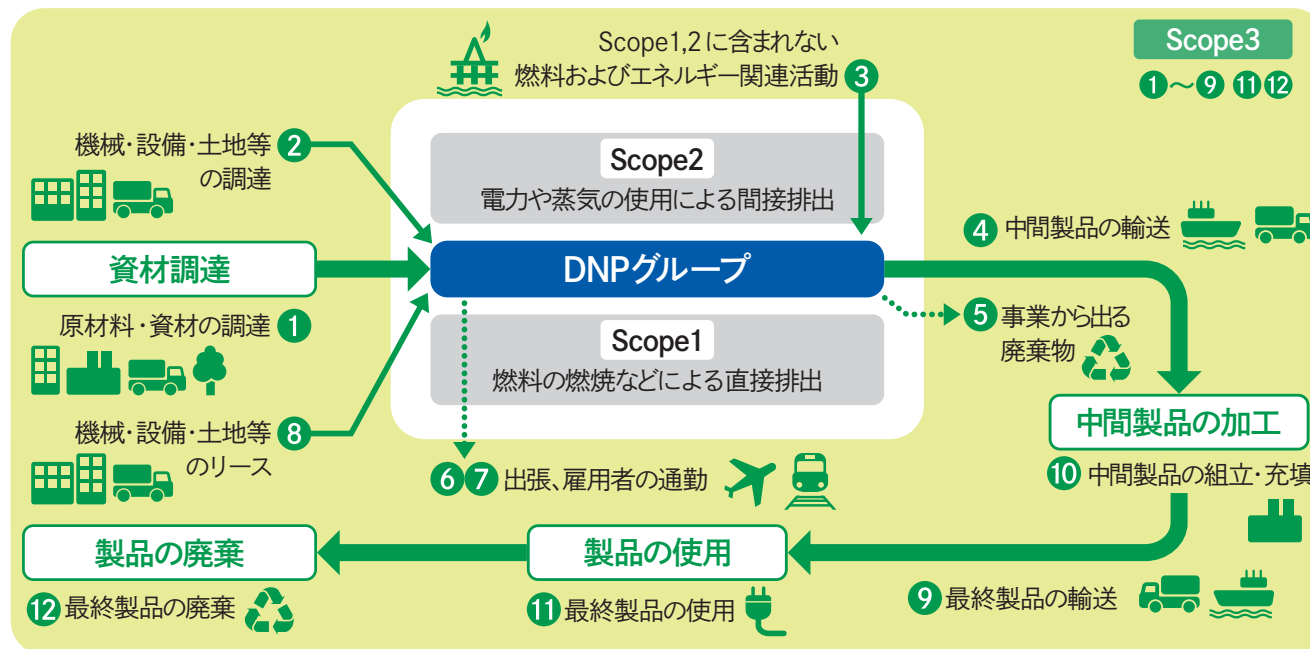 Scope1,2に含まれない
燃料およびエネルギー関連活動 ③
Scope3
①〜⑨ ⑪⑫
機械・設備・土地等 ②
の調達
Scope2
電力や蒸気の使用による間接排出
④ 中間製品の輸送
資材調達
DNPグループ
原材料・資材の調達 ①
⑤ 事業から出る
廃棄物
Scope1
燃料の燃焼などによる直接排出
機械・設備・土地等 ⑧
のリース
中間製品の加工
⑥⑦ 出張、雇用者の通勤
⑩ 中間製品の組立・充填
製品の廃棄
製品の使用
⑫ 最終製品の廃棄
⑪ 最終製品の使用
⑨ 最終製品の輸送